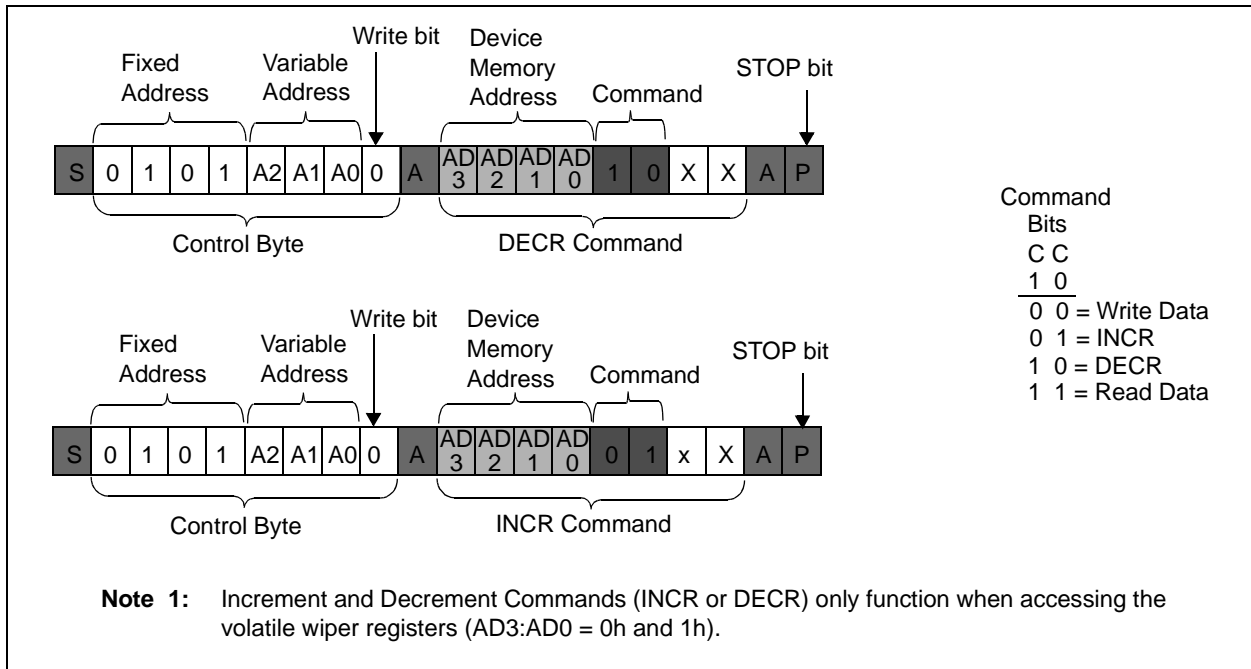 Write bit
Device
Memory
Address
STOP bit
Fixed
Address
Variable
Address
Command
S 0 1 0 1 A2 A1 A0 0 A AD3 AD2 AD1 AD0 1 0 X X A P
Control Byte
DECR Command
Write bit
Device
Memory
Address
STOP bit
Fixed
Address
Variable
Address
Command
S 0 1 0 1 A2 A1 A0 0 A AD3 AD2 AD1 AD0 0 1 x X A P
Control Byte
INCR Command
Command
Bits
C C
1 0
0 0 = Write Data
0 1 = INCR
1 0 = DECR
1 1 = Read Data
Note 1: Increment and Decrement Commands (INCR or DECR) only function when accessing the
volatile wiper registers (AD3:AD0 = 0h and 1h).